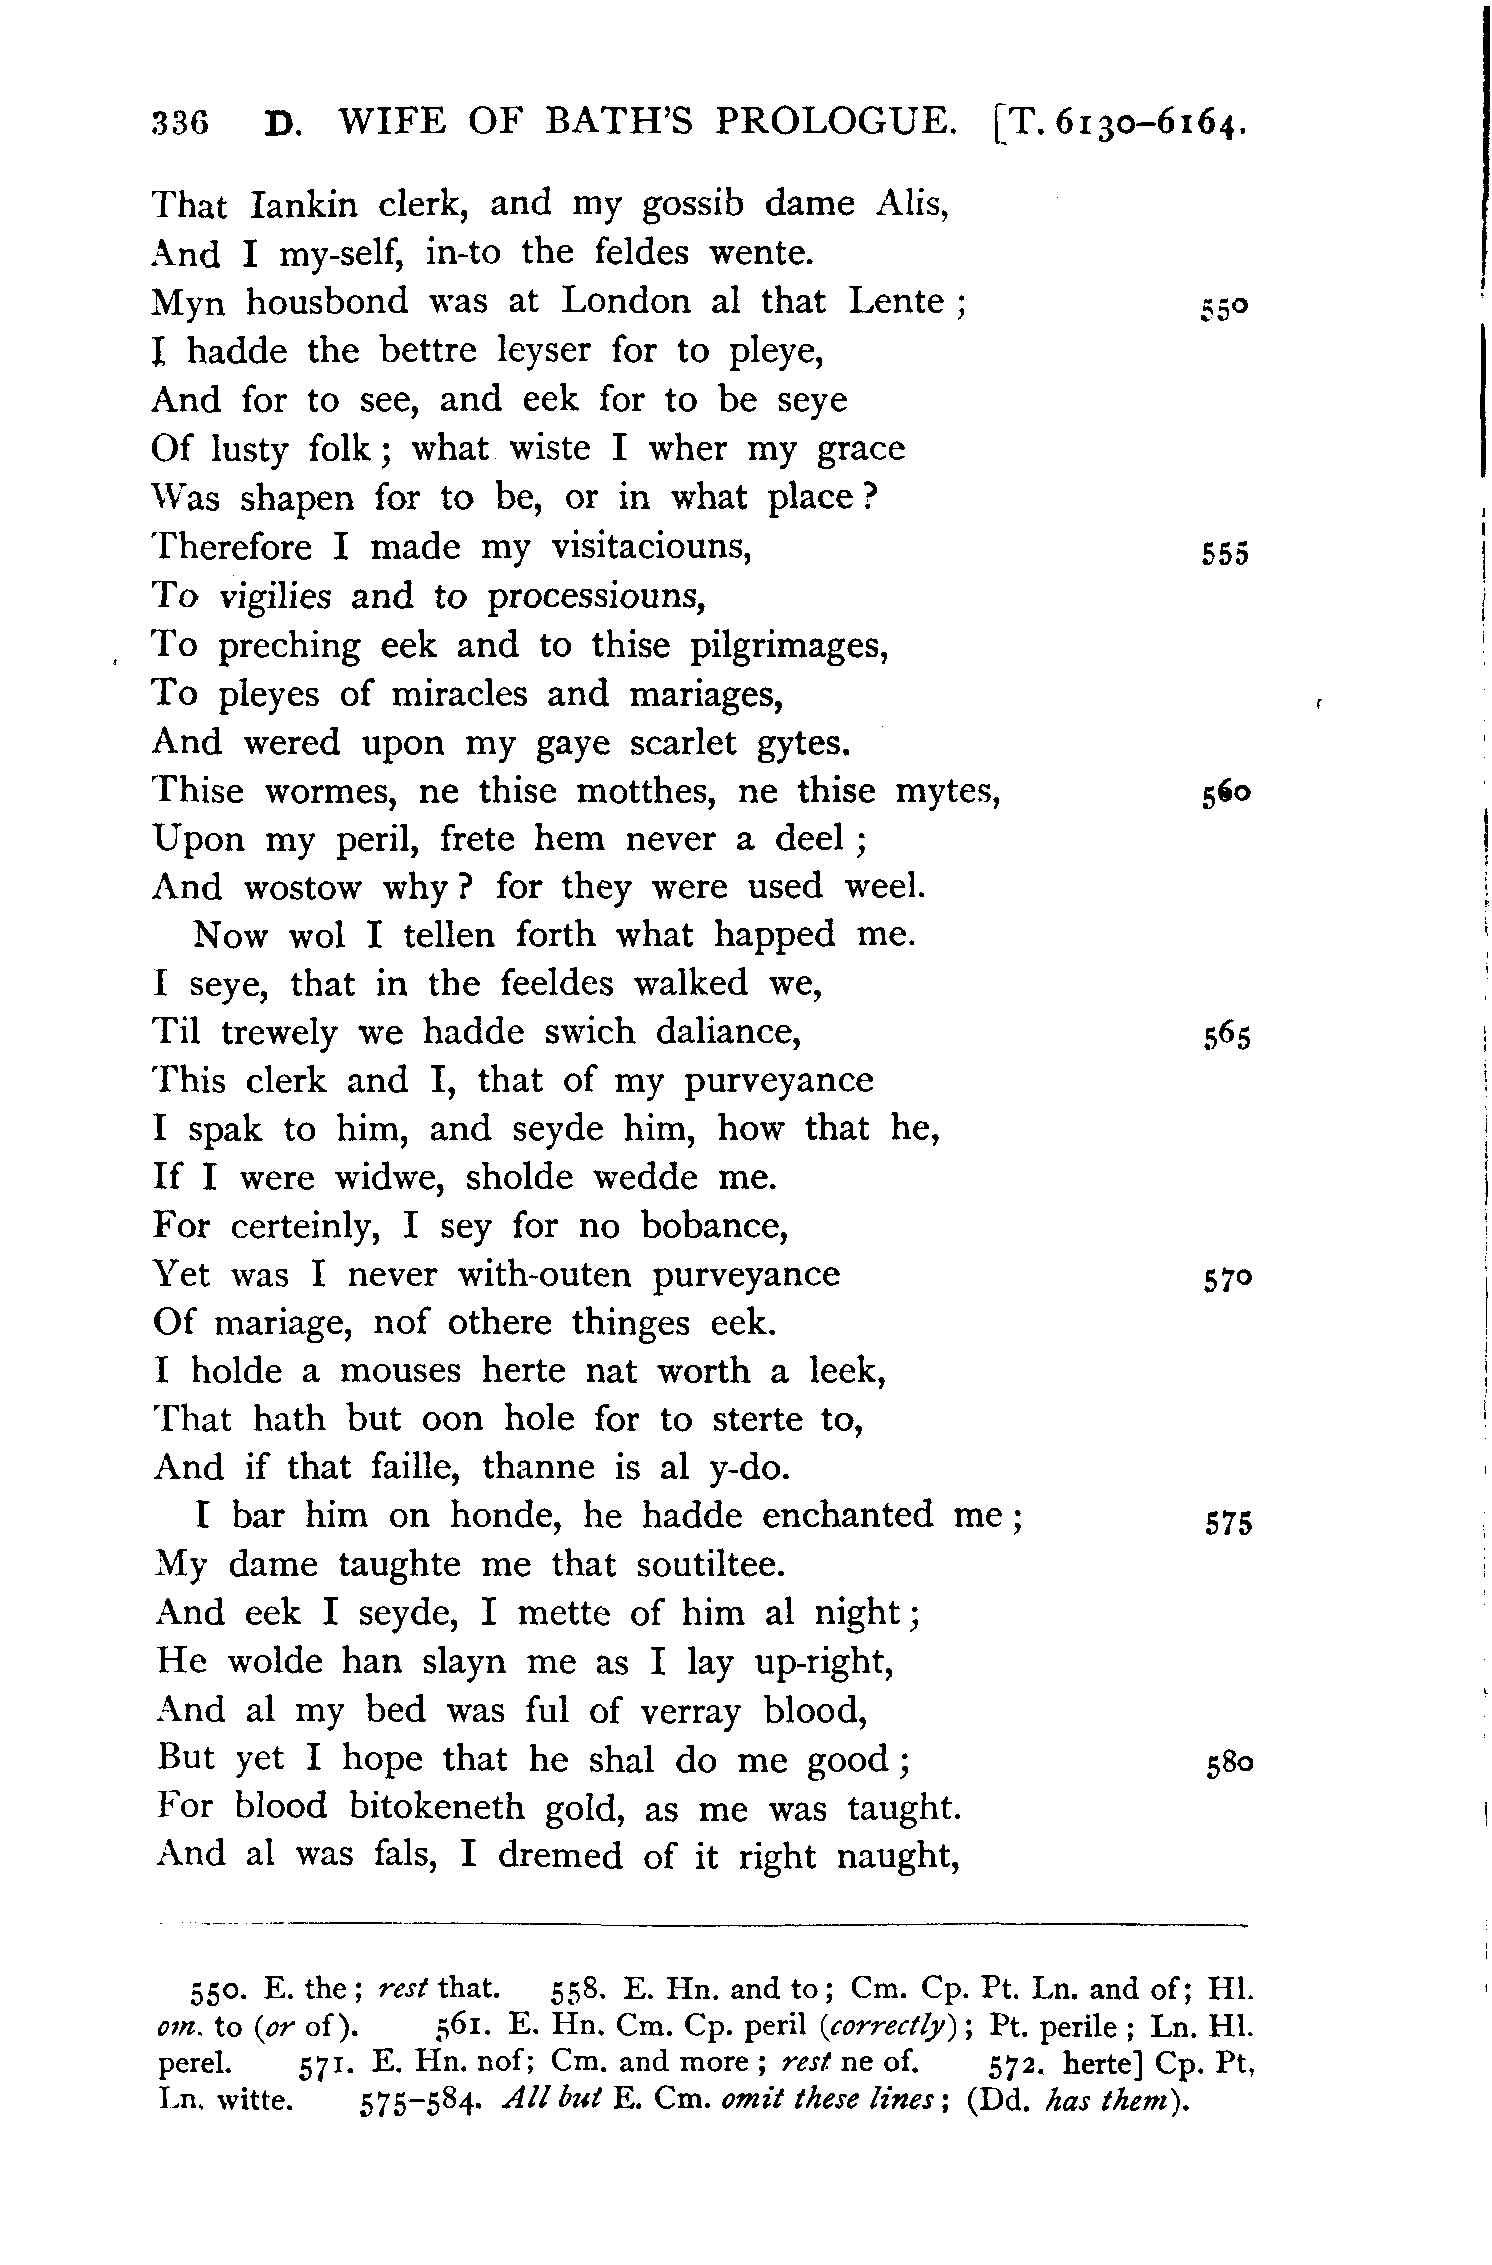 336 D. WIFE OF BATH'S PROLOGUE. [T. 6130–6164.
That Iankin clerk, and my gossib dame Alis,
And I my-self, in-to the feldes wente.
Myn housbond was at London al that Lente ; 550
I hadde the bettre leyser for to pleye,
And for to see, and eek for to be seye
Of lusty folk ; what wiste I wher my grace
Was shapen for to be, or in what place ?
Therefore I made my visitaciouns, 555
To vigilies and to processiouns,
To preching eek and to thise pilgrimages,
To pleyes of miracles and mariages,
And wered upon my gaye scarlet gytes.
Thise wormes, ne thise motthes, ne thise mytes, 560
Upon my peril, frete hem never a deel ;
And wostow why ? for they were used weel.
Now wol I tellen forth what happed me.
I seye, that in the feeldes walked we,
Til trewely we hadde swich daliance, 565
This clerk and I, that of my purveyance
I spak to him, and seyde him, how that he,
If I were widwe, sholde wedde me.
For certeinly, I sey for no bobance,
Yet was I never with-outen purveyance 570
Of mariage, nof othere thinges eek.
I holde a mouses herte nat worth a leek,
That hath but oon hole for to sterte to,
And if that faille, thanne is al y-do.
I bar him on honde, he hadde enchanted me ; 575
My dame taughte me that soutiltee.
And eek I seyde, I mette of him al night ;
He wolde han slayn me as I lay up-right,
And al my bed was ful of verray blood,
But yet I hope that he shal do me good ; 580
For blood bitokeneth gold, as me was taught.
And al was fals, I dremed of it right naught,
550. E. the ; rest that. 558. E. Hn. and to ; Cm. Cp. Pt. Ln. and of; Hl.
om. to (or of). 561. E. Hn. Cm. Cp. peril (correctly) ; Pt. perile ; Ln. Hl.
perel. 571. E. Hn. nof; Cm. and more ; rest ne of. 572. herte] Cp. Pt,
Ln. witte. 575–584. All but E. Cm. omit these lines ; (Dd. has them).